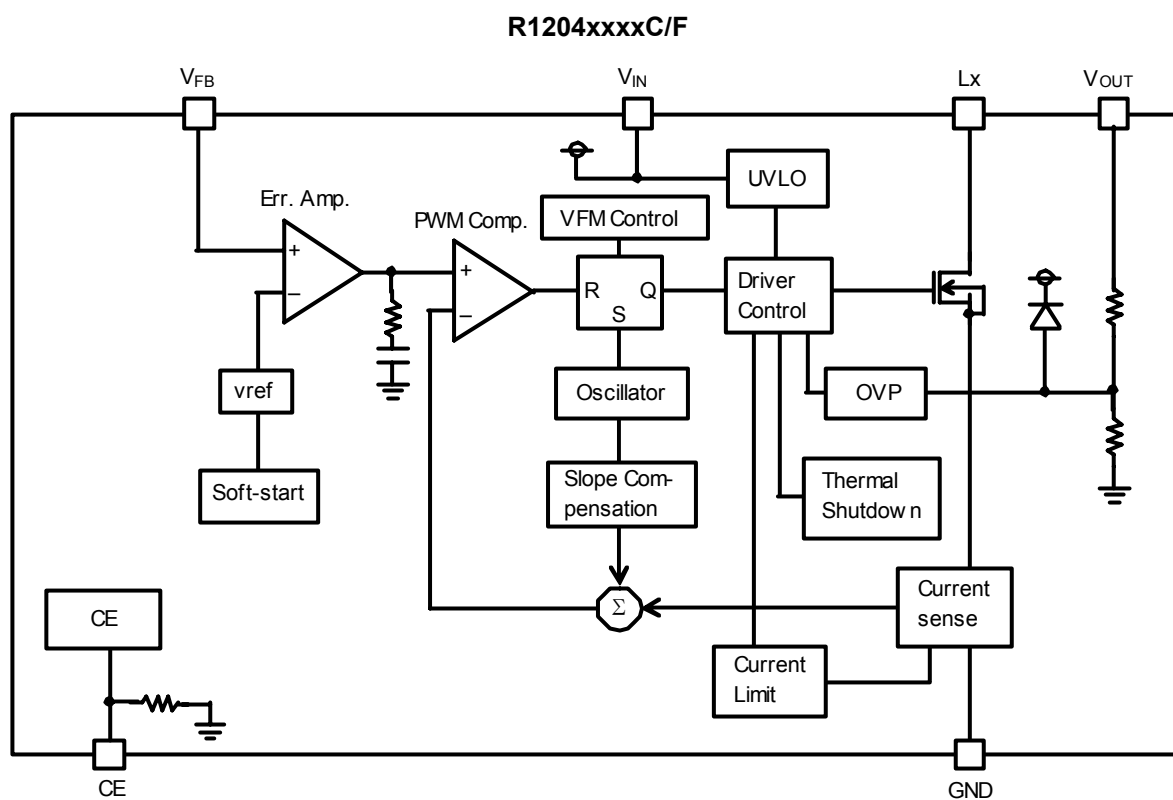 R1204xxxxC/F
VFB
VIN
Lx
VOUT
UVLO
Err. Amp.
PWM Comp.
VFM Control
+
−
+
−
R
Q
S
Driver
Control
vref
Oscillator
OVP
Soft-start
Slope Com-
pensation
Thermal
Shutdown
CE
Σ
Current
sense
Current
Limit
CE
GND